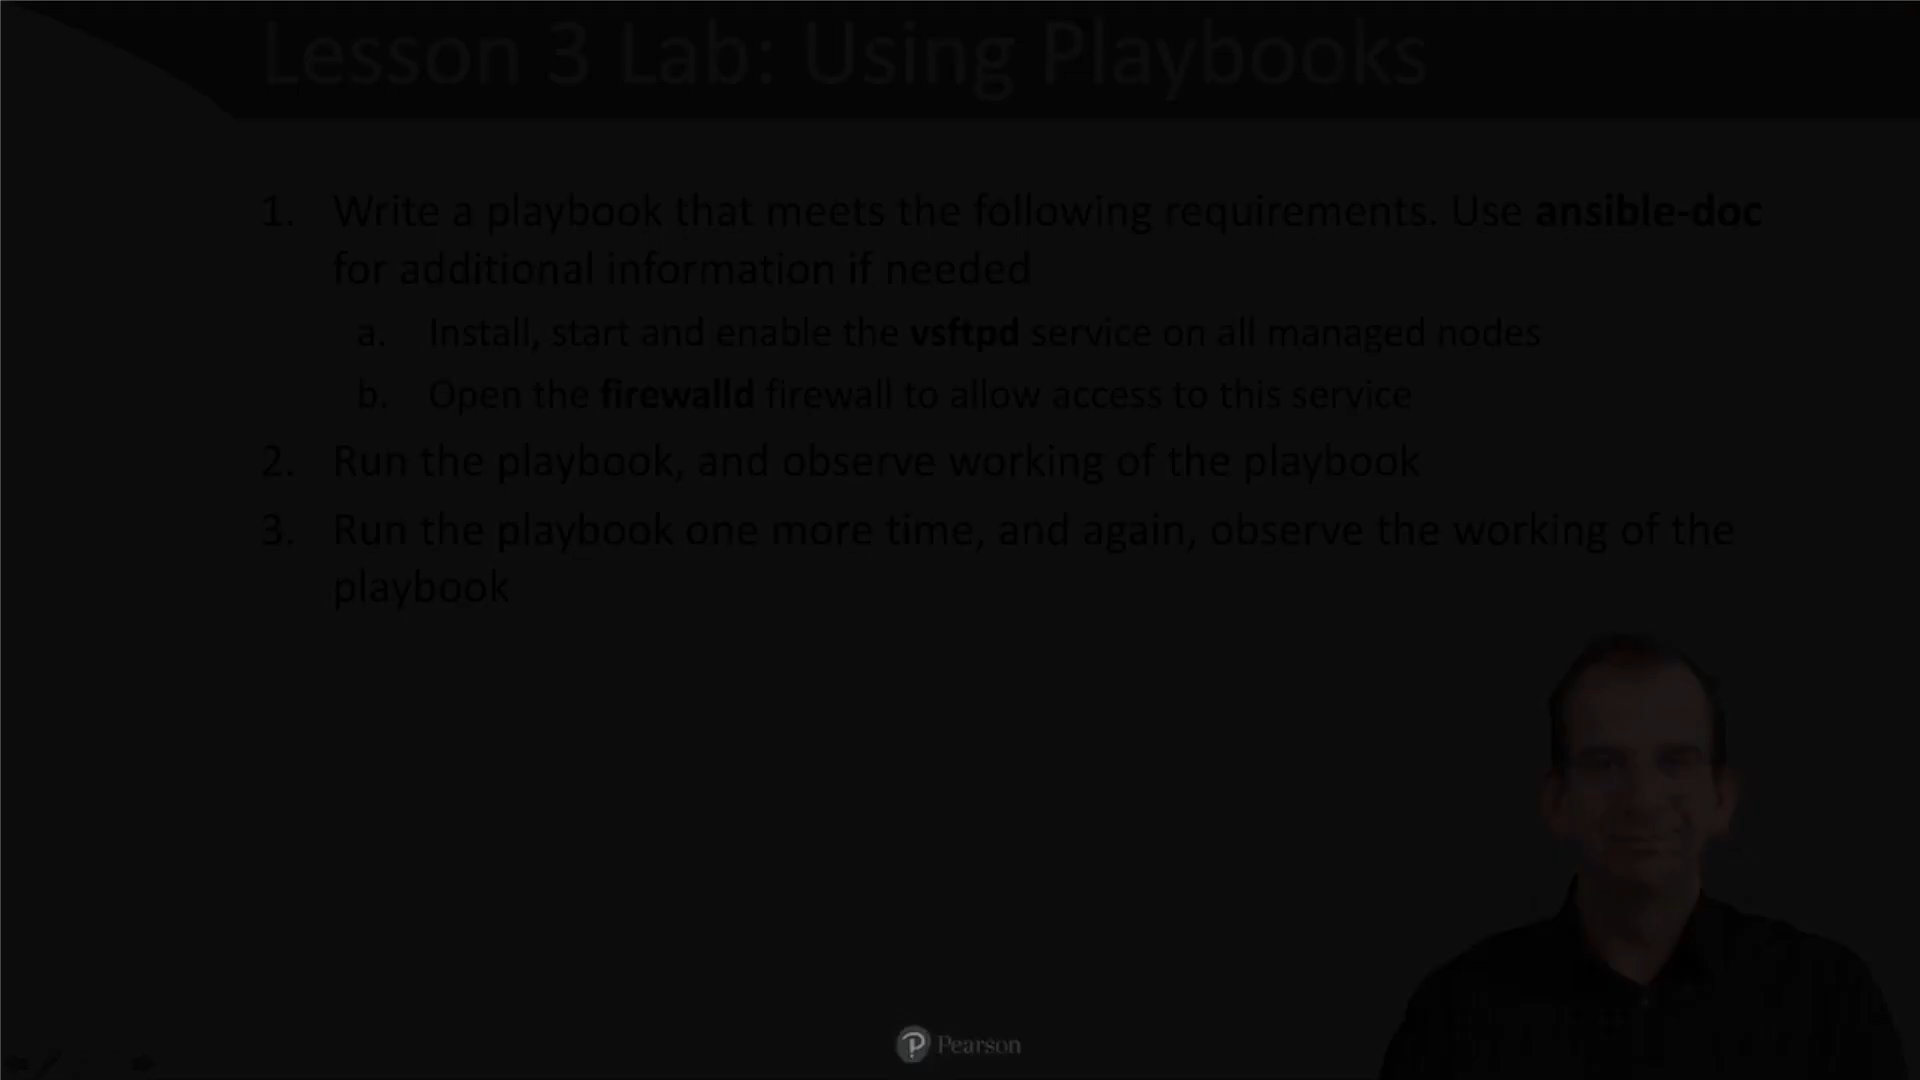 Lesson 3 Lab: Using Playbooks
1. Write a playbook that meets the following requirements. Use ansible-doc
for additional information if needed
a. Install, start and enable the vsftpd service on all managed nodes
b. Open the firewalld firewall to allow access to this service
2. Run the playbook, and observe working of the playbook
3. Run the playbook one more time, and again, observe the working of the
playbook
Pearson